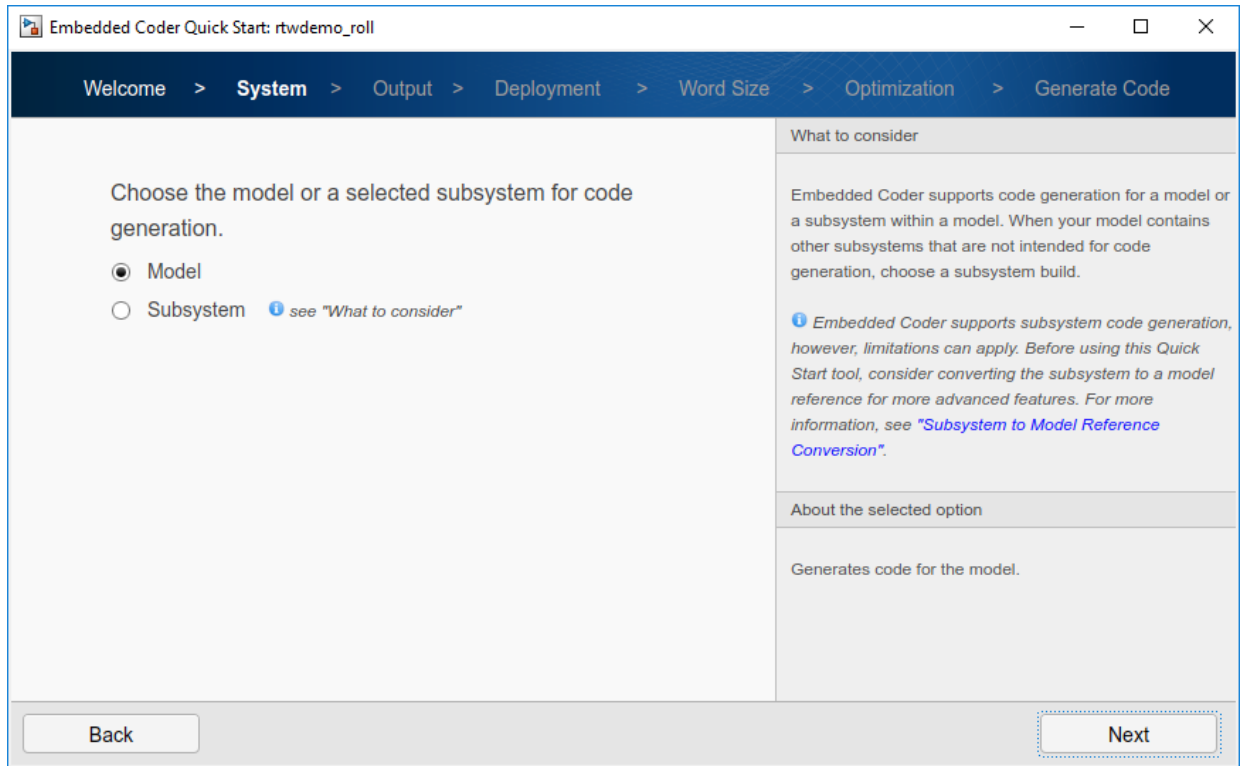 Embedded Coder Quick Start: rtwdemo_roll
Welcome > System > Output > Deployment > Word Size > Optimization > Generate Code
Choose the model or a selected subsystem for code
generation.
Model
Subsystem see "What to consider"
What to consider
Embedded Coder supports code generation for a model or
a subsystem within a model. When your model contains
other subsystems that are not intended for code
generation, choose a subsystem build.
Embedded Coder supports subsystem code generation,
however, limitations can apply. Before using this Quick
Start tool, consider converting the subsystem to a model
reference for more advanced features. For more
information, see "Subsystem to Model Reference
Conversion".
About the selected option
Generates code for the model.
Back
Next